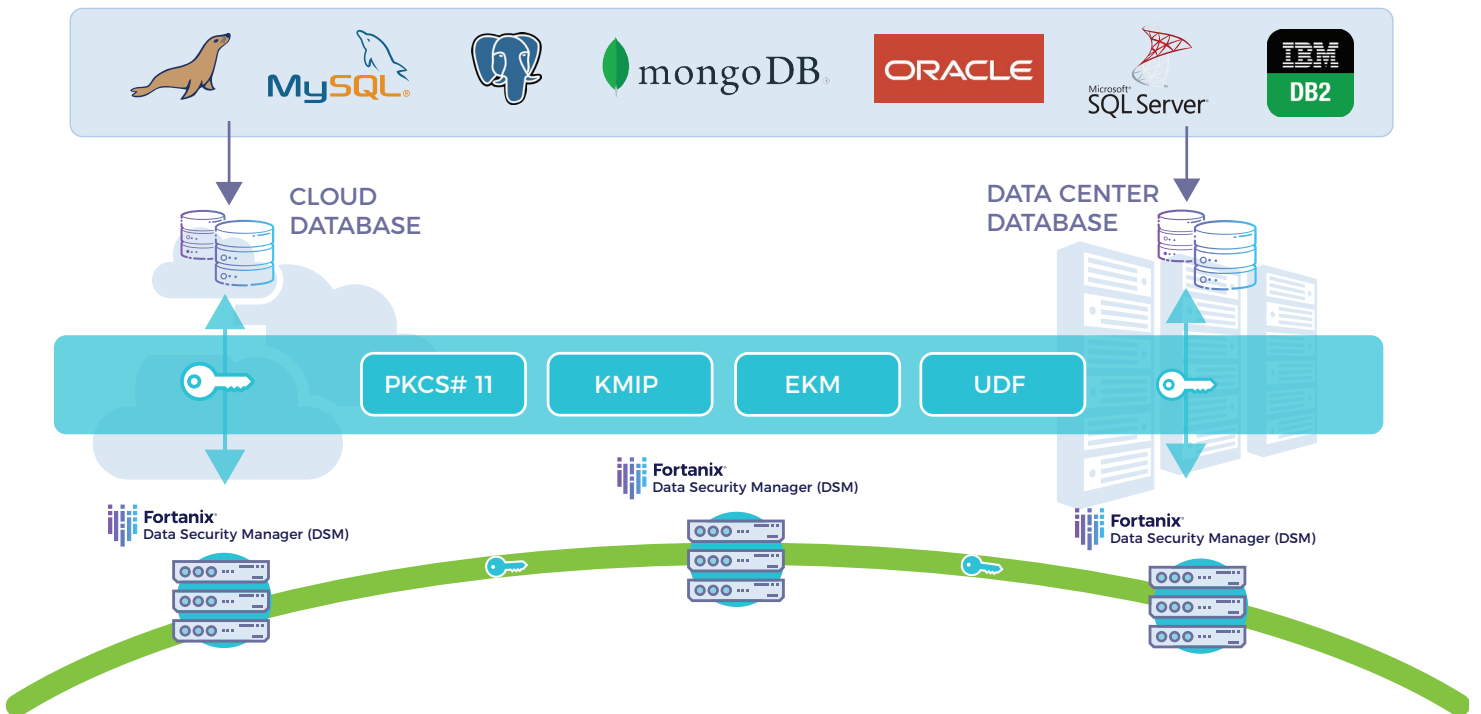 MySQL®
mongoDB®
ORACLE
Microsoft®
SQL Server®
IBM
DB2
CLOUD
DATABASE
DATA CENTER
DATABASE
PKCS# 11
KMIP
EKM
UDF
Fortanix®
Data Security Manager (DSM)
Fortanix®
Data Security Manager (DSM)
Fortanix®
Data Security Manager (DSM)